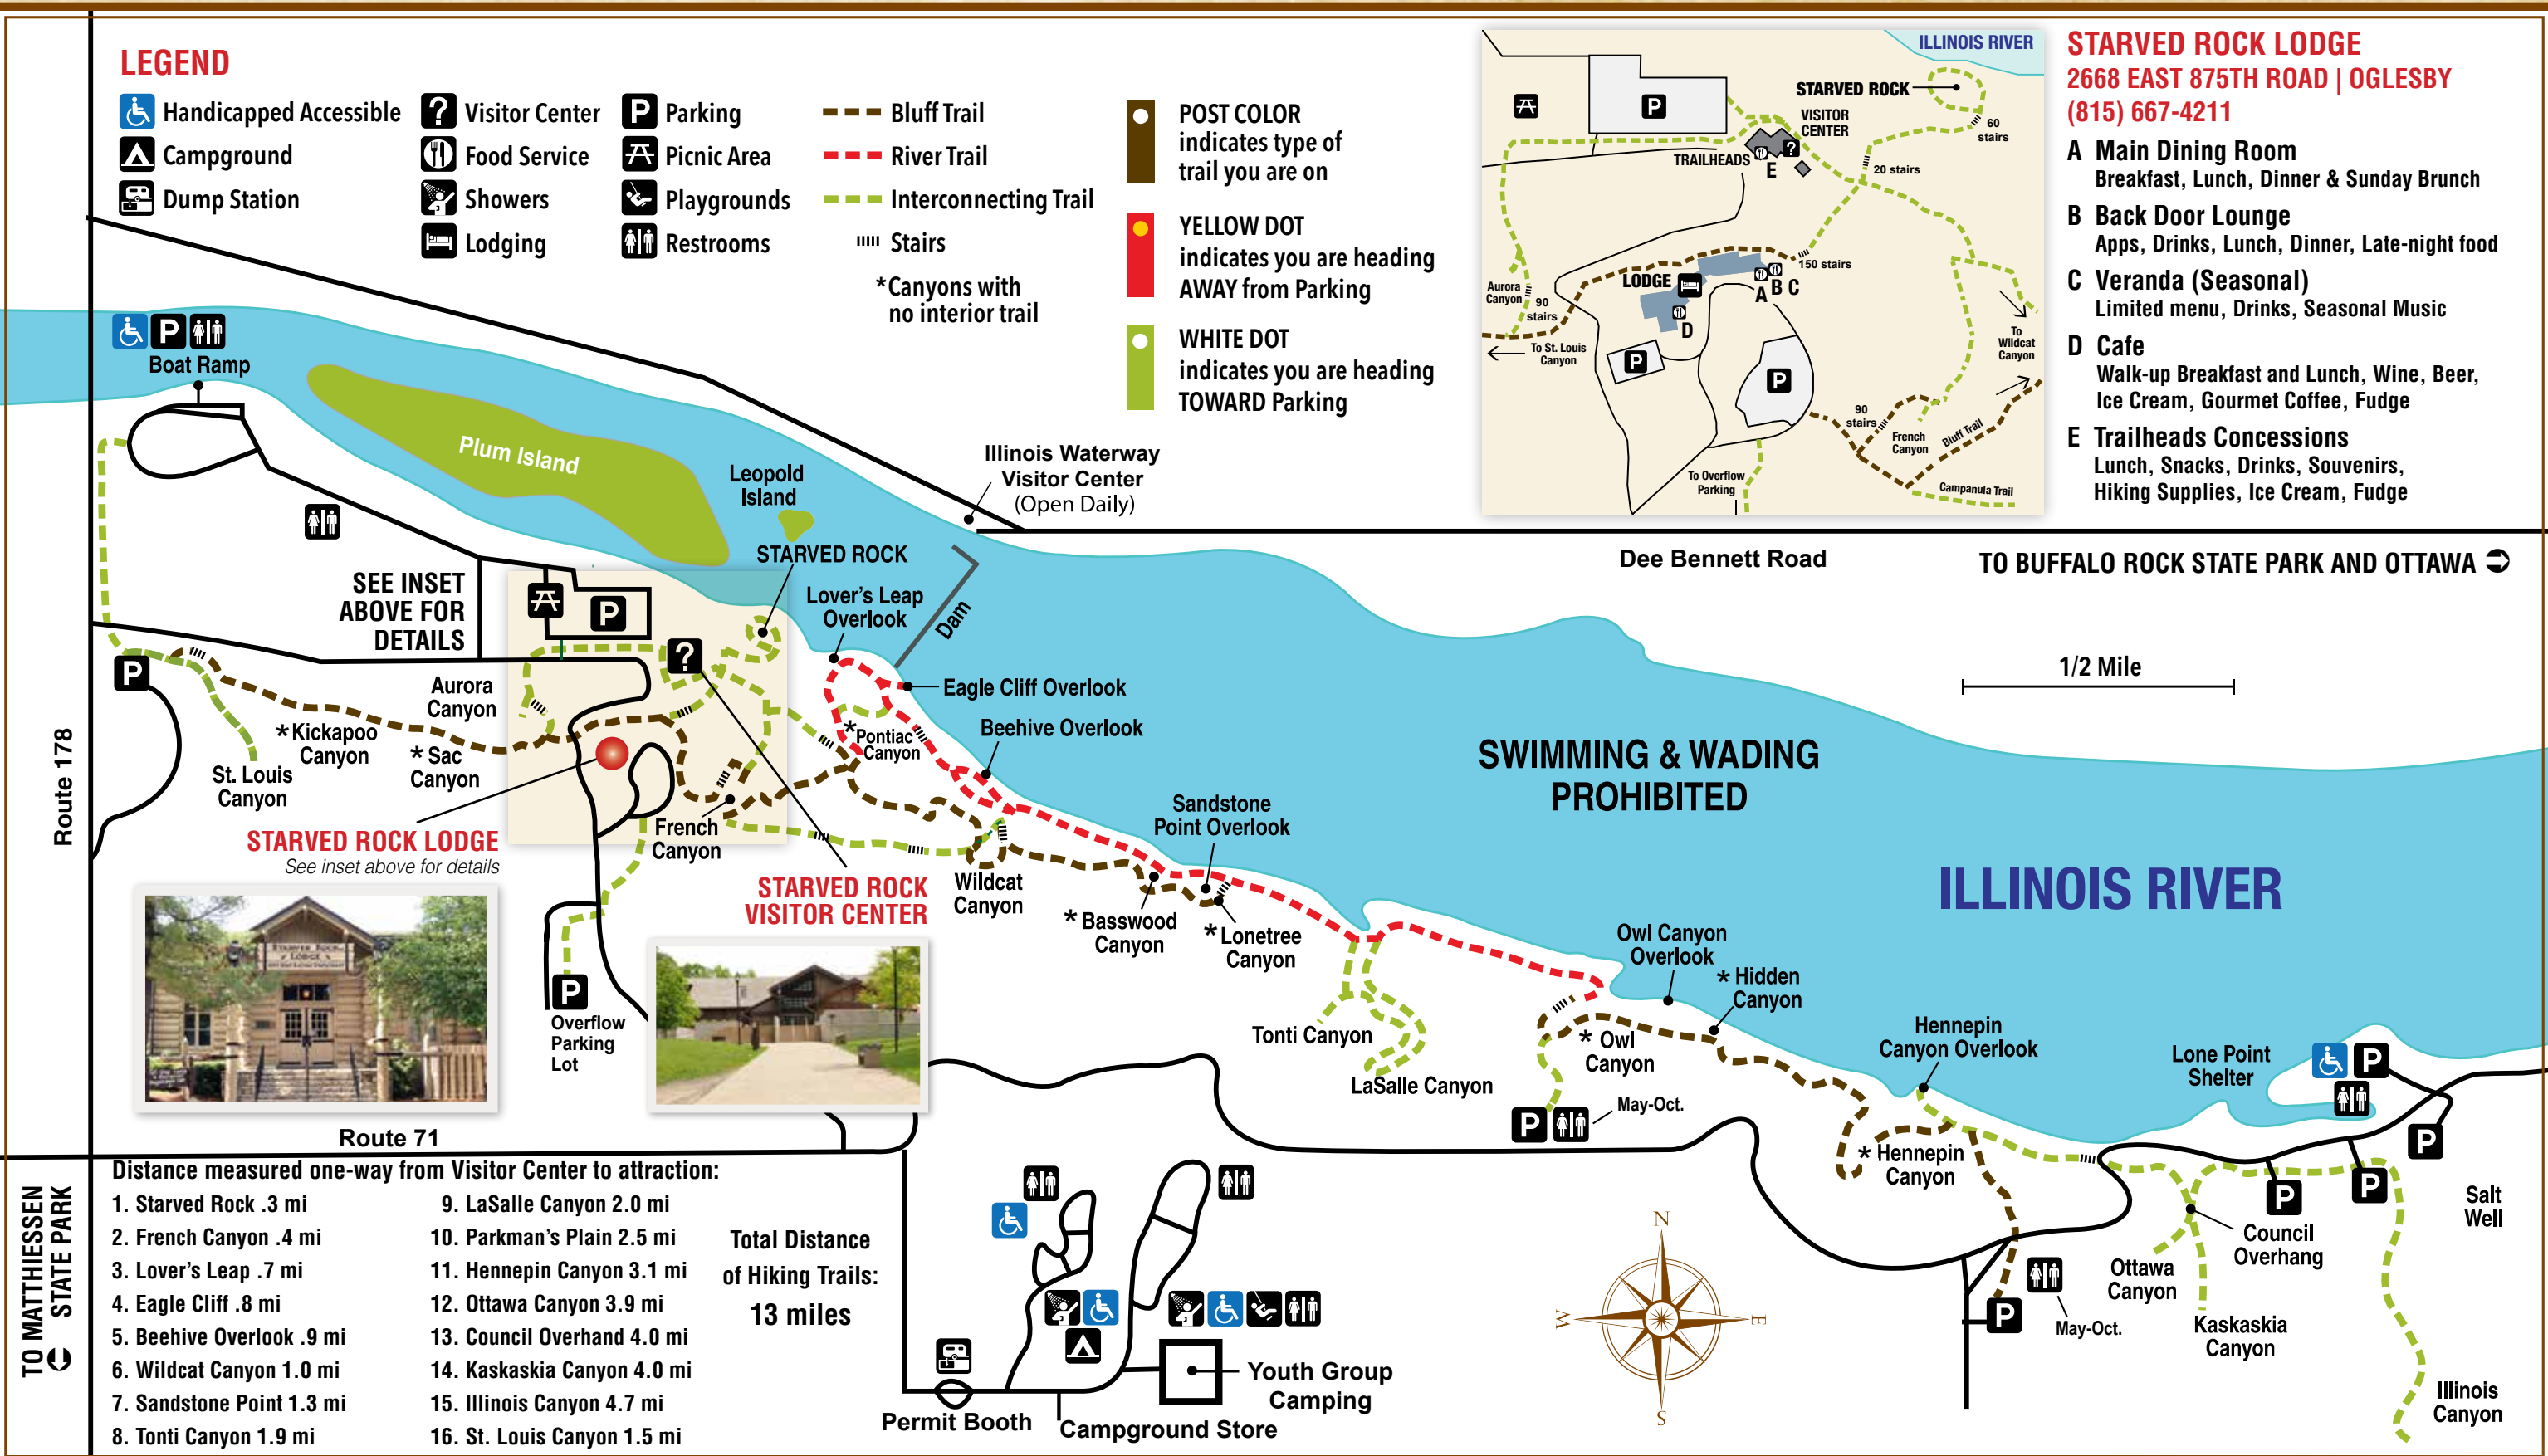 LEGEND
Handicapped Accessible
Campground
Dump Station
? Visitor Center
Food Service
Showers
Lodging
P Parking
Picnic Area
Playgrounds
Restrooms
Bluff Trail
River Trail
Interconnecting Trail
Stairs
*Canyons with
no interior trail
POST COLOR
indicates type of
trail you are on
YELLOW DOT
indicates you are heading
AWAY from Parking
WHITE DOT
indicates you are heading
TOWARD Parking
ILLINOIS RIVER
STARVED ROCK
60
stairs
VISITOR
CENTER
P
?
TRAILHEADS
E
20 stairs
150 stairs
LODGE
A B C
D
Aurora
Canyon
90
stairs
To St. Louis
Canyon
P
P
To
Wildcat
Canyon
90
stairs
French
Canyon
Bluff Trail
Campanula Trail
To Overflow
Parking
STARVED ROCK LODGE
2668 EAST 875TH ROAD | OGLESBY
(815) 667-4211
A Main Dining Room
Breakfast, Lunch, Dinner & Sunday Brunch
B Back Door Lounge
Apps, Drinks, Lunch, Dinner, Late-night food
C Veranda (Seasonal)
Limited menu, Drinks, Seasonal Music
D Cafe
Walk-up Breakfast and Lunch, Wine, Beer,
Ice Cream, Gourmet Coffee, Fudge
E Trailheads Concessions
Lunch, Snacks, Drinks, Souvenirs,
Hiking Supplies, Ice Cream, Fudge
P
Boat Ramp
Plum Island
Leopold
Island
Illinois Waterway
Visitor Center
(Open Daily)
Dee Bennett Road
TO BUFFALO ROCK STATE PARK AND OTTAWA
SEE INSET
ABOVE FOR
DETAILS
STARVED ROCK
Lover's Leap
Overlook
Dam
P
?
P
Eagle Cliff Overlook
Beehive Overlook
1/2 Mile
Route 178
Aurora
Canyon
*Kickapoo
Canyon
* Sac
Canyon
St. Louis
Canyon
*Pontiac
Canyon
SWIMMING & WADING
PROHIBITED
ILLINOIS RIVER
STARVED ROCK LODGE
See inset above for details
French
Canyon
STARVED ROCK
VISITOR CENTER
Wildcat
Canyon
Sandstone
Point Overlook
* Basswood
Canyon
* Lonetree
Canyon
STARVED ROCK
LODGE
P
Overflow
Parking
Lot
Tonti Canyon
LaSalle Canyon
Owl Canyon
Overlook
* Hidden
Canyon
* Owl
Canyon
P
May-Oct.
Hennepin
Canyon Overlook
* Hennepin
Canyon
Lone Point
Shelter
P
P
P
P
Salt
Well
Council
Overhang
Ottawa
Canyon
Kaskaskia
Canyon
Illinois
Canyon
P
May-Oct.
Route 71
TO MATTHIESSEN
STATE PARK
Distance measured one-way from Visitor Center to attraction:
1. Starved Rock .3 mi
2. French Canyon .4 mi
3. Lover's Leap .7 mi
4. Eagle Cliff .8 mi
5. Beehive Overlook .9 mi
6. Wildcat Canyon 1.0 mi
7. Sandstone Point 1.3 mi
8. Tonti Canyon 1.9 mi
9. LaSalle Canyon 2.0 mi
10. Parkman's Plain 2.5 mi
11. Hennepin Canyon 3.1 mi
12. Ottawa Canyon 3.9 mi
13. Council Overhand 4.0 mi
14. Kaskaskia Canyon 4.0 mi
15. Illinois Canyon 4.7 mi
16. St. Louis Canyon 1.5 mi
Total Distance
of Hiking Trails:
13 miles
Permit Booth
Campground Store
Youth Group
Camping
N
W
E
S